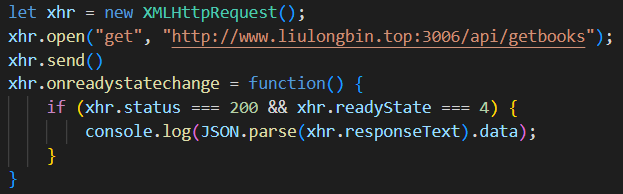 let xhr = new XMLHttpRequest();
xhr.open("get", "http://www.liulongbin.top:3006/api/getbooks");
xhr.send()
xhr.onreadystatechange = function() {
    if (xhr.status === 200 && xhr.readyState === 4) {
        console.log(JSON.parse(xhr.responseText).data);
    }
}